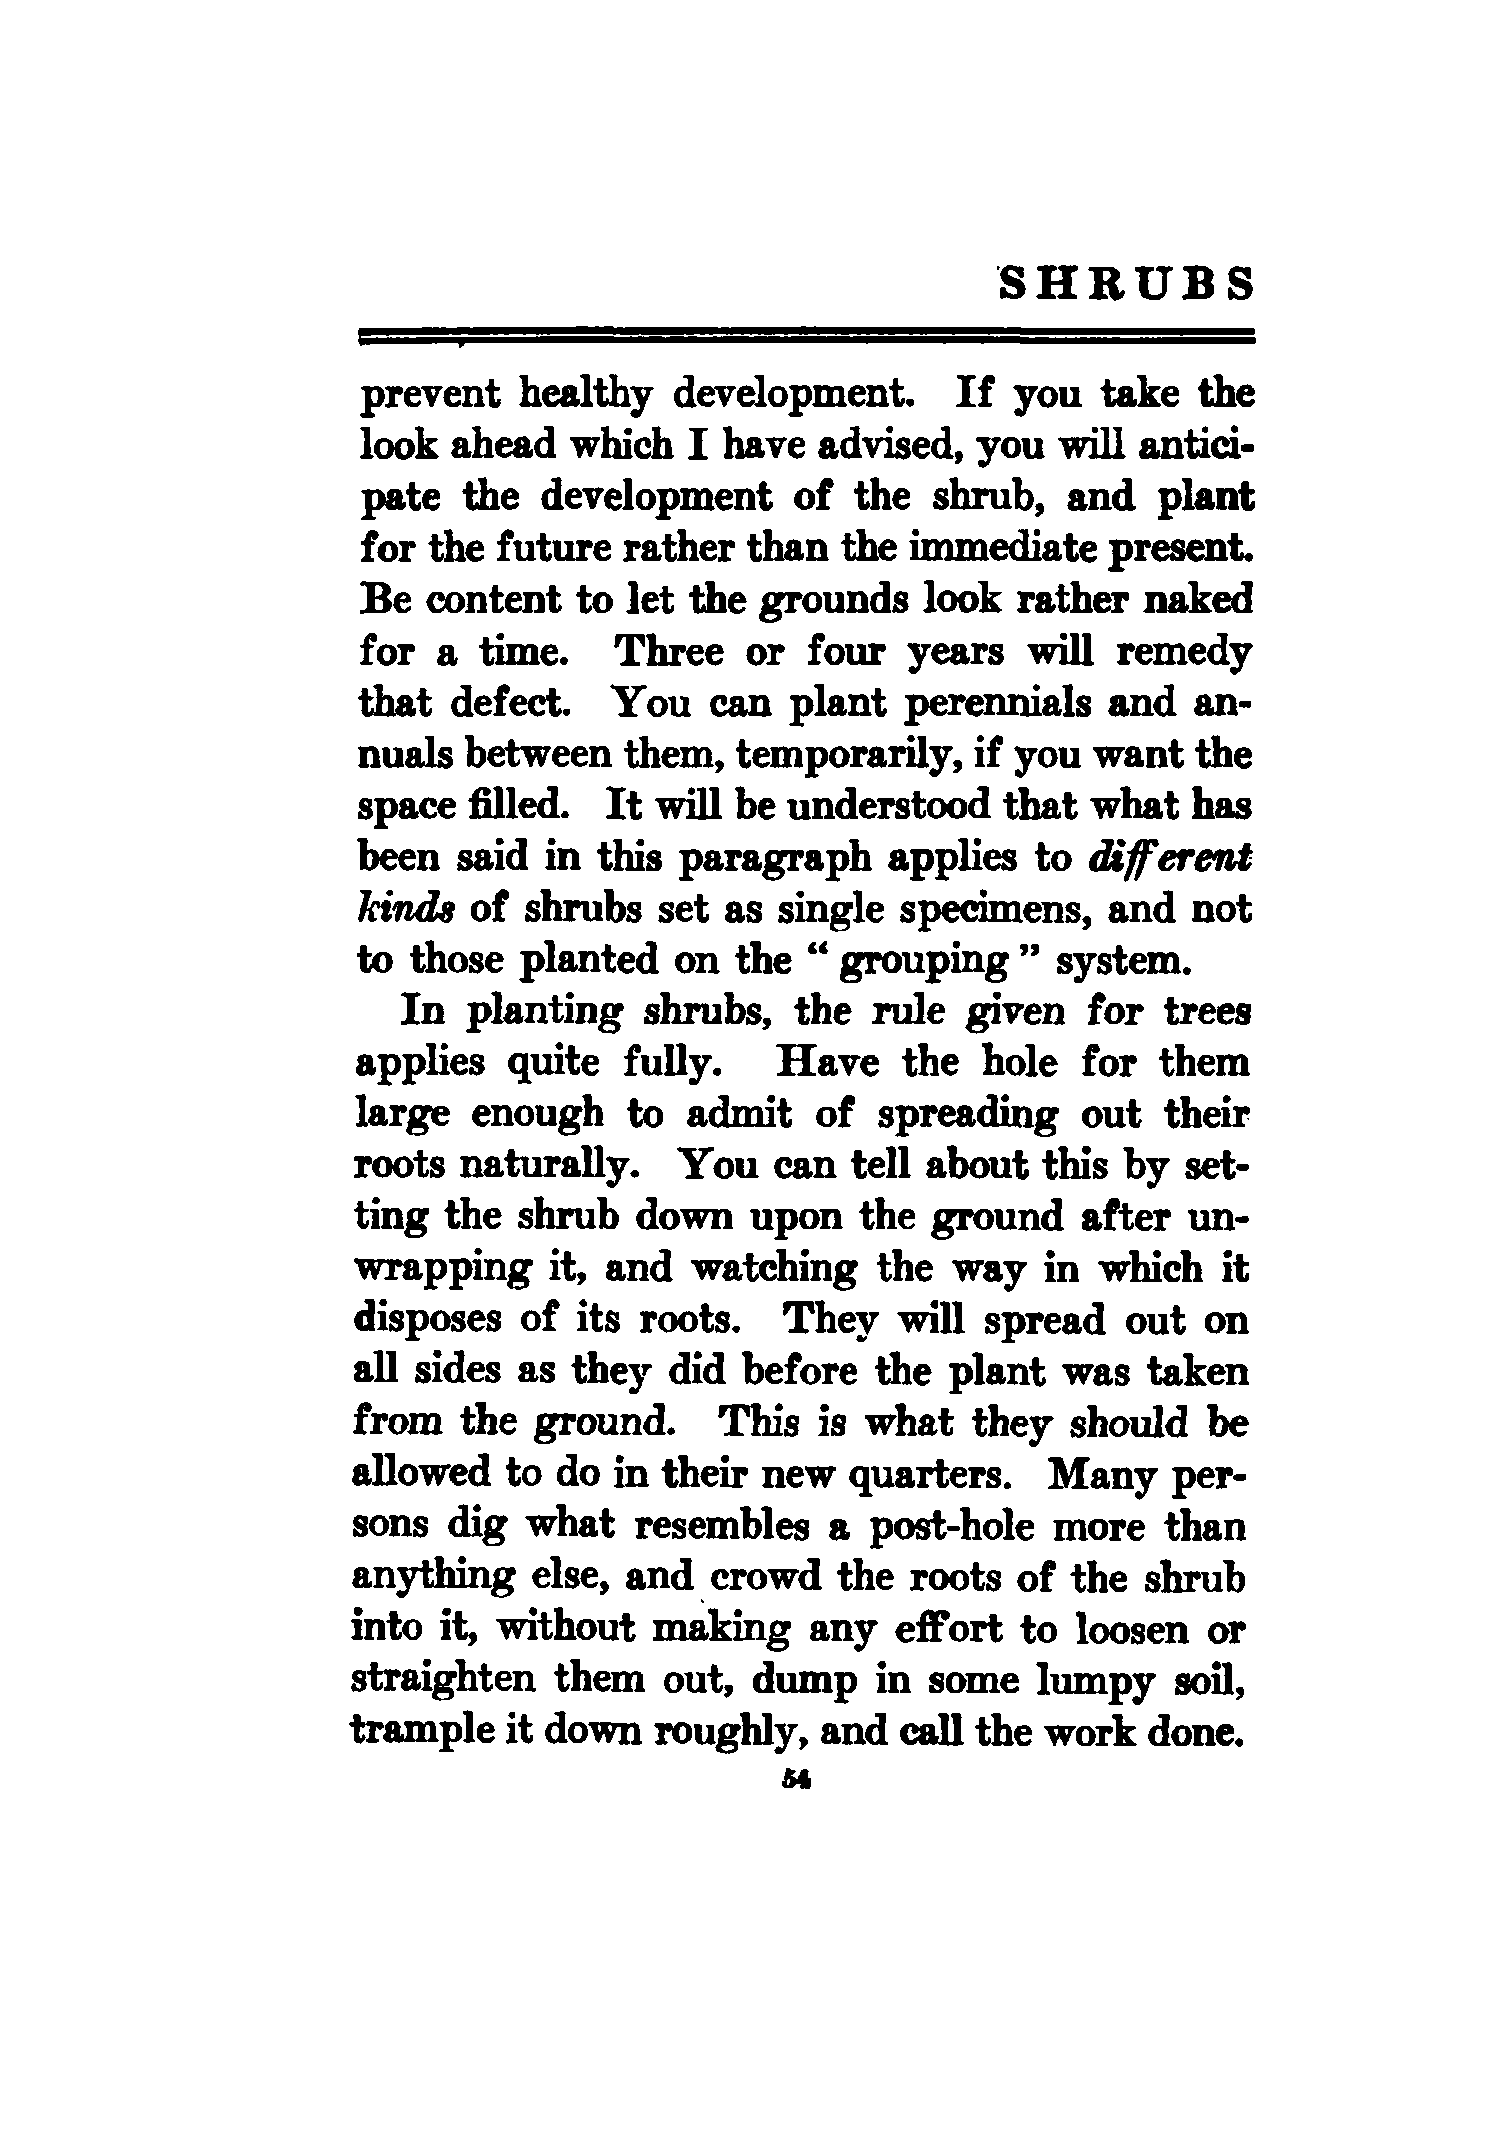 SHRUBS
prevent healthy development. If you take the
look ahead which I have advised, you will antici-
pate the development of the shrub, and plant
for the future rather than the immediate present.
Be content to let the grounds look rather naked
for a time. Three or four years will remedy
that defect. You can plant perennials and an-
nuals between them, temporarily, if you want the
space filled. It will be understood that what has
been said in this paragraph applies to different
kinds of shrubs set as single specimens, and not
to those planted on the “ grouping ” system.
In planting shrubs, the rule given for trees
applies quite fully. Have the hole for them
large enough to admit of spreading out their
roots naturally. You can tell about this by set-
ting the shrub down upon the ground after un-
wrapping it, and watching the way in which it
disposes of its roots. They will spread out on
all sides as they did before the plant was taken
from the ground. This is what they should be
allowed to do in their new quarters. Many per-
sons dig what resembles a post-hole more than
anything else, and crowd the roots of the shrub
into it, without making any effort to loosen or
straighten them out, dump in some lumpy soil,
trample it down roughly, and call the work done.
54